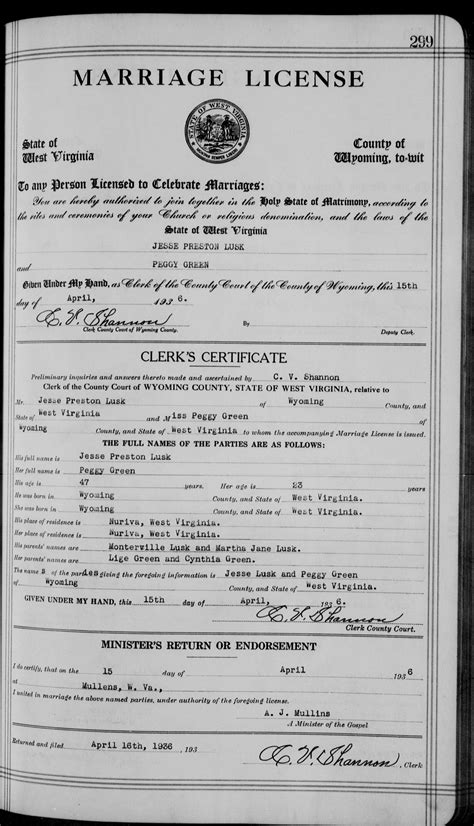 299
MARRIAGE LICENSE
STATE OF WEST VIRGINIA
MONTANI SEMPER LIBERI
State of West Virginia
County of Wyoming, to-wit
To any Person Licensed to Celebrate Marriages:
You are hereby authorized to join together in the Holy State of Matrimony, according to
the rites and ceremonies of your Church or religious denomination, and the laws of the
State of West Virginia
JESSE PRESTON LUSK
and PEGGY GREEN
Given Under My Hand, as Clerk of the County Court of the County of Wyoming, this 15th
day of April, 1936.
C. V. Shannon By
Clerk County Court of Wyoming County. Deputy Clerk.
CLERK'S CERTIFICATE
Preliminary inquiries and answers thereto made and ascertained by C. V. Shannon
Clerk of the County Court of WYOMING COUNTY, STATE OF WEST VIRGINIA, relative to
Mr. Jesse Preston Lusk of Wyoming County, and
State of West Virginia and Miss Peggy Green of
Wyoming County, and State of West Virginia to whom the accompanying Marriage License is issued.
THE FULL NAMES OF THE PARTIES ARE AS FOLLOWS:
His full name is Jesse Preston Lusk
Her full name is Peggy Green
His age is 47 years. Her age is 23 years.
He was born in Wyoming County, and State of West Virginia.
She was born in Wyoming County, and State of West Virginia.
His place of residence is Nuriva, West Virginia.
Her place of residence is Nuriva, West Virginia.
His parents' names are Monterville Lusk and Martha Jane Lusk.
Her parents' names are Lige Green and Cynthia Green.
The name s of the parties giving the foregoing information is Jesse Lusk and Peggy Green
of Wyoming County, and State of West Virginia.
GIVEN UNDER MY HAND, this 15th day of April, 1936.
C. V. Shannon
Clerk County Court.
MINISTER'S RETURN OR ENDORSEMENT
I do certify, that on the 15 day of April 1936
at Mullens, W. Va.,
I united in marriage the above named parties, under authority of the foregoing license.
A. J. Mullins
A Minister of the Gospel
Returned and filed April 16th, 1936 , 193
C. V. Shannon, Clerk